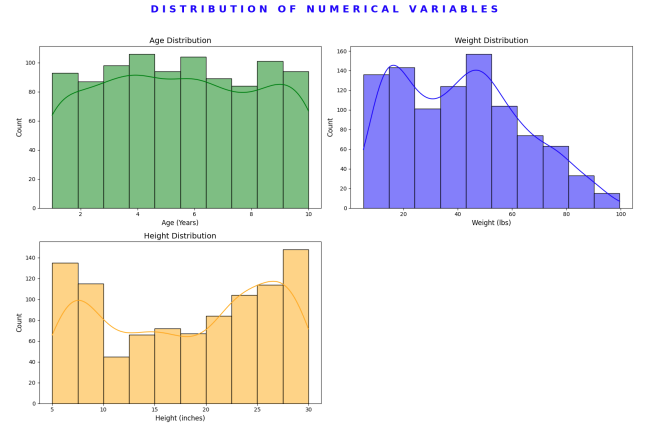 DISTRIBUTION OF NUMERICAL VARIABLES
Age Distribution
Count
100
80
60
40
20
0
2 4 6 8 10
Age (Years)
Weight Distribution
Count
160
140
120
100
80
60
40
20
0
20 40 60 80 100
Weight (lbs)
Height Distribution
Count
140
120
100
80
60
40
20
0
5 10 15 20 25 30
Height (inches)